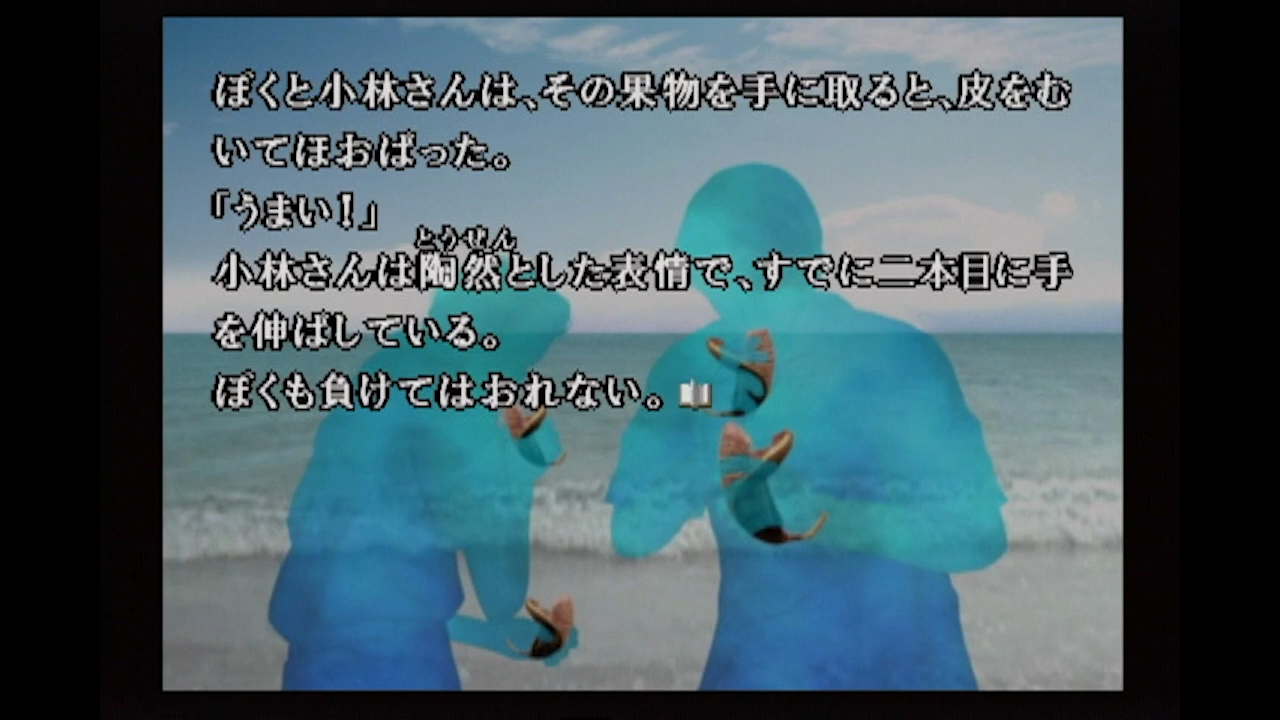 ぼくと小林さんは、その果物を手に取ると、皮をむ
いてほおばった。
「うまい！」
とうぜん
小林さんは陶然とした表情で、すでに二本目に手
を伸ばしている。
ぼくも負けてはおれない。